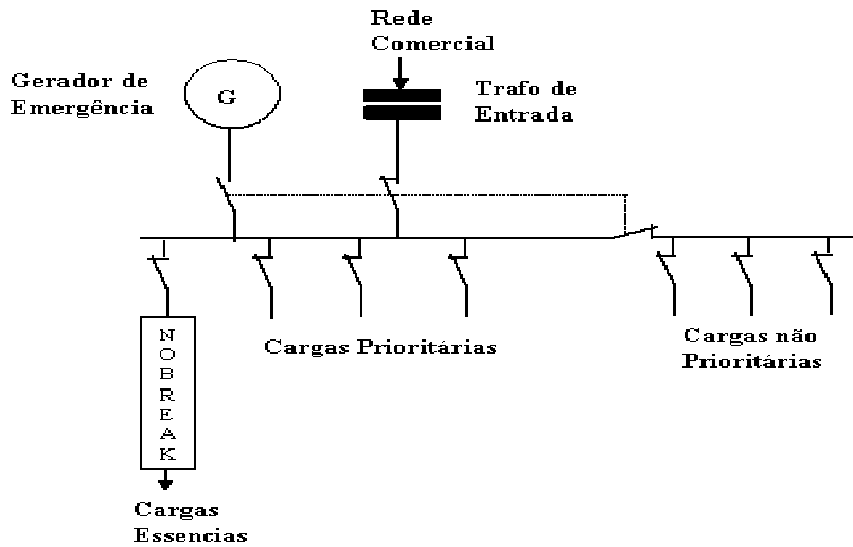 Rede
Comercial
Gerador de
Emergência
G
Trafo de
Entrada
Cargas Prioritárias
Cargas não
Prioritárias
N
O
B
R
E
A
K
Cargas
Essencias